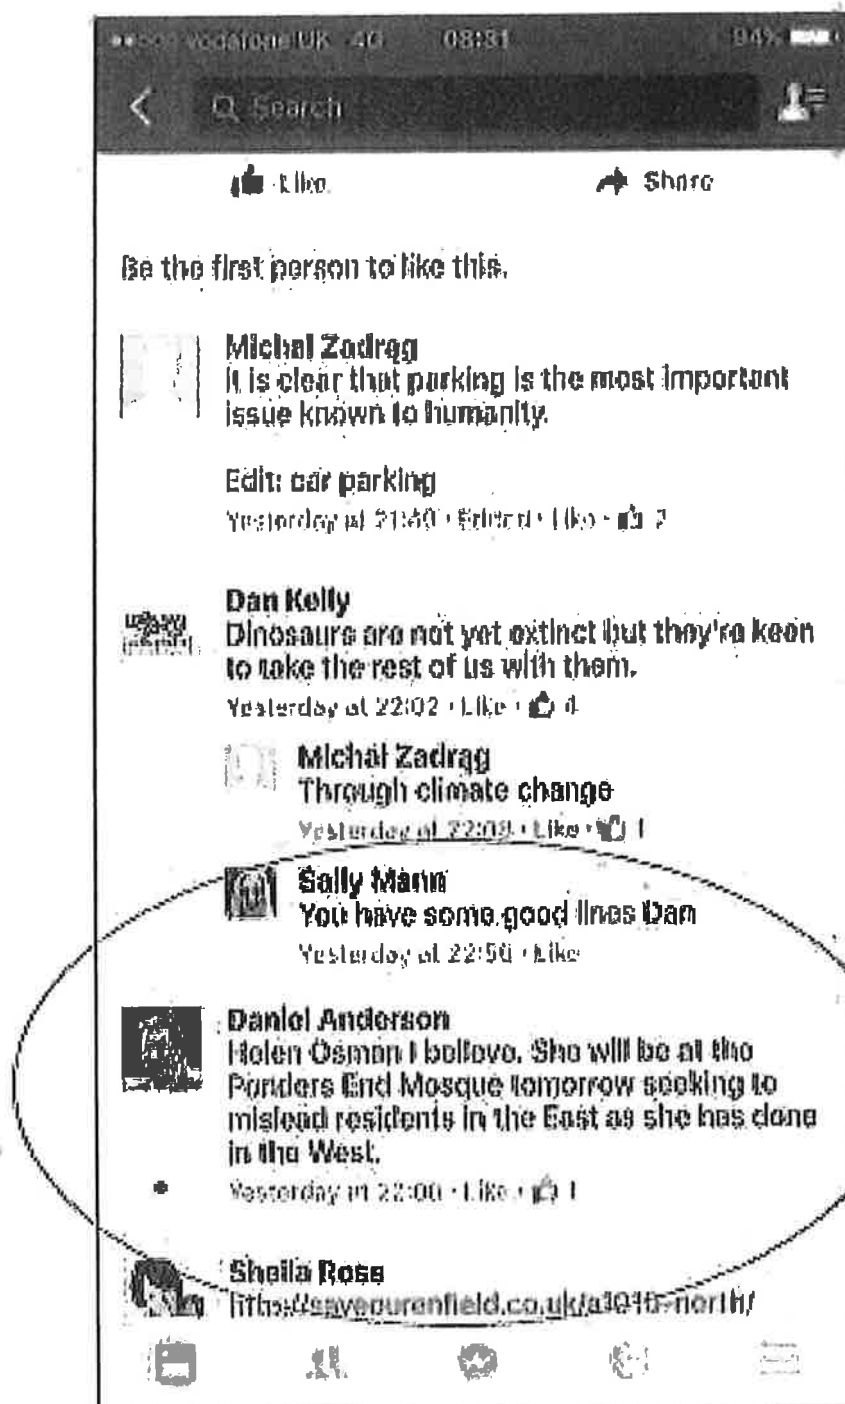 vodafone UK 4G 08:31 94%
Search
Like Share
Be the first person to like this.
Michal Zadrąg
It is clear that parking is the most important
issue known to humanity.
Edit: car parking
Yesterday at 21:40 · Edited · Like · 2
Dan Kelly
Dinosaurs are not yet extinct but they're keen
to take the rest of us with them.
Yesterday at 22:02 · Like · 4
Michal Zadrąg
Through climate change
Yesterday at 22:09 · Like · 1
Sally Mann
You have some good lines Dan
Yesterday at 22:50 · Like
Daniel Anderson
Helen Osman I believe. She will be at the
Ponders End Mosque tomorrow seeking to
mislead residents in the East as she has done
in the West.
Yesterday at 22:00 · Like · 1
Sheila Rose
http://saveourenfield.co.uk/a1010-north/